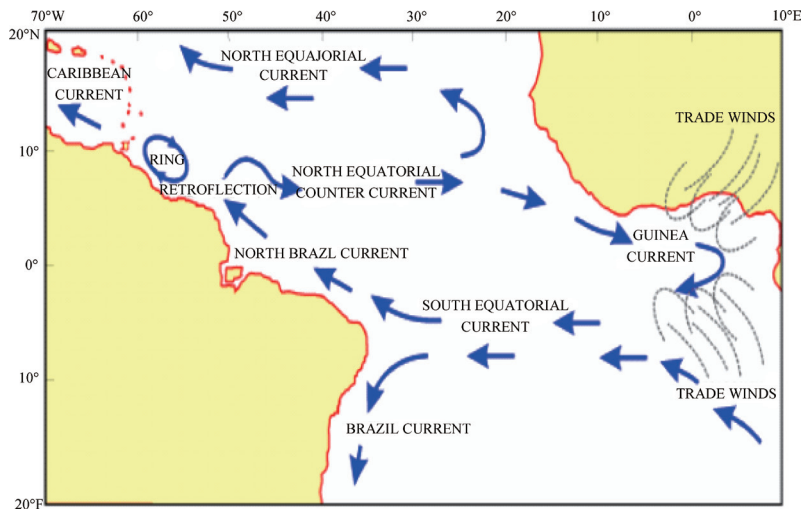 70°W 60° 50° 40° 30° 20° 10° 0° 10°E
20°N
NORTH EQUAJORIAL
CURRENT
CARIBBEAN
CURRENT
TRADE WINDS
10°
RING
RETROFLECTION
NORTH EQUATORIAL
COUNTER CURRENT
GUINEA
CURRENT
NORTH BRAZL CURRENT
0°
SOUTH EQUATORIAL
CURRENT
10°
TRADE WINDS
BRAZIL CURRENT
20°F